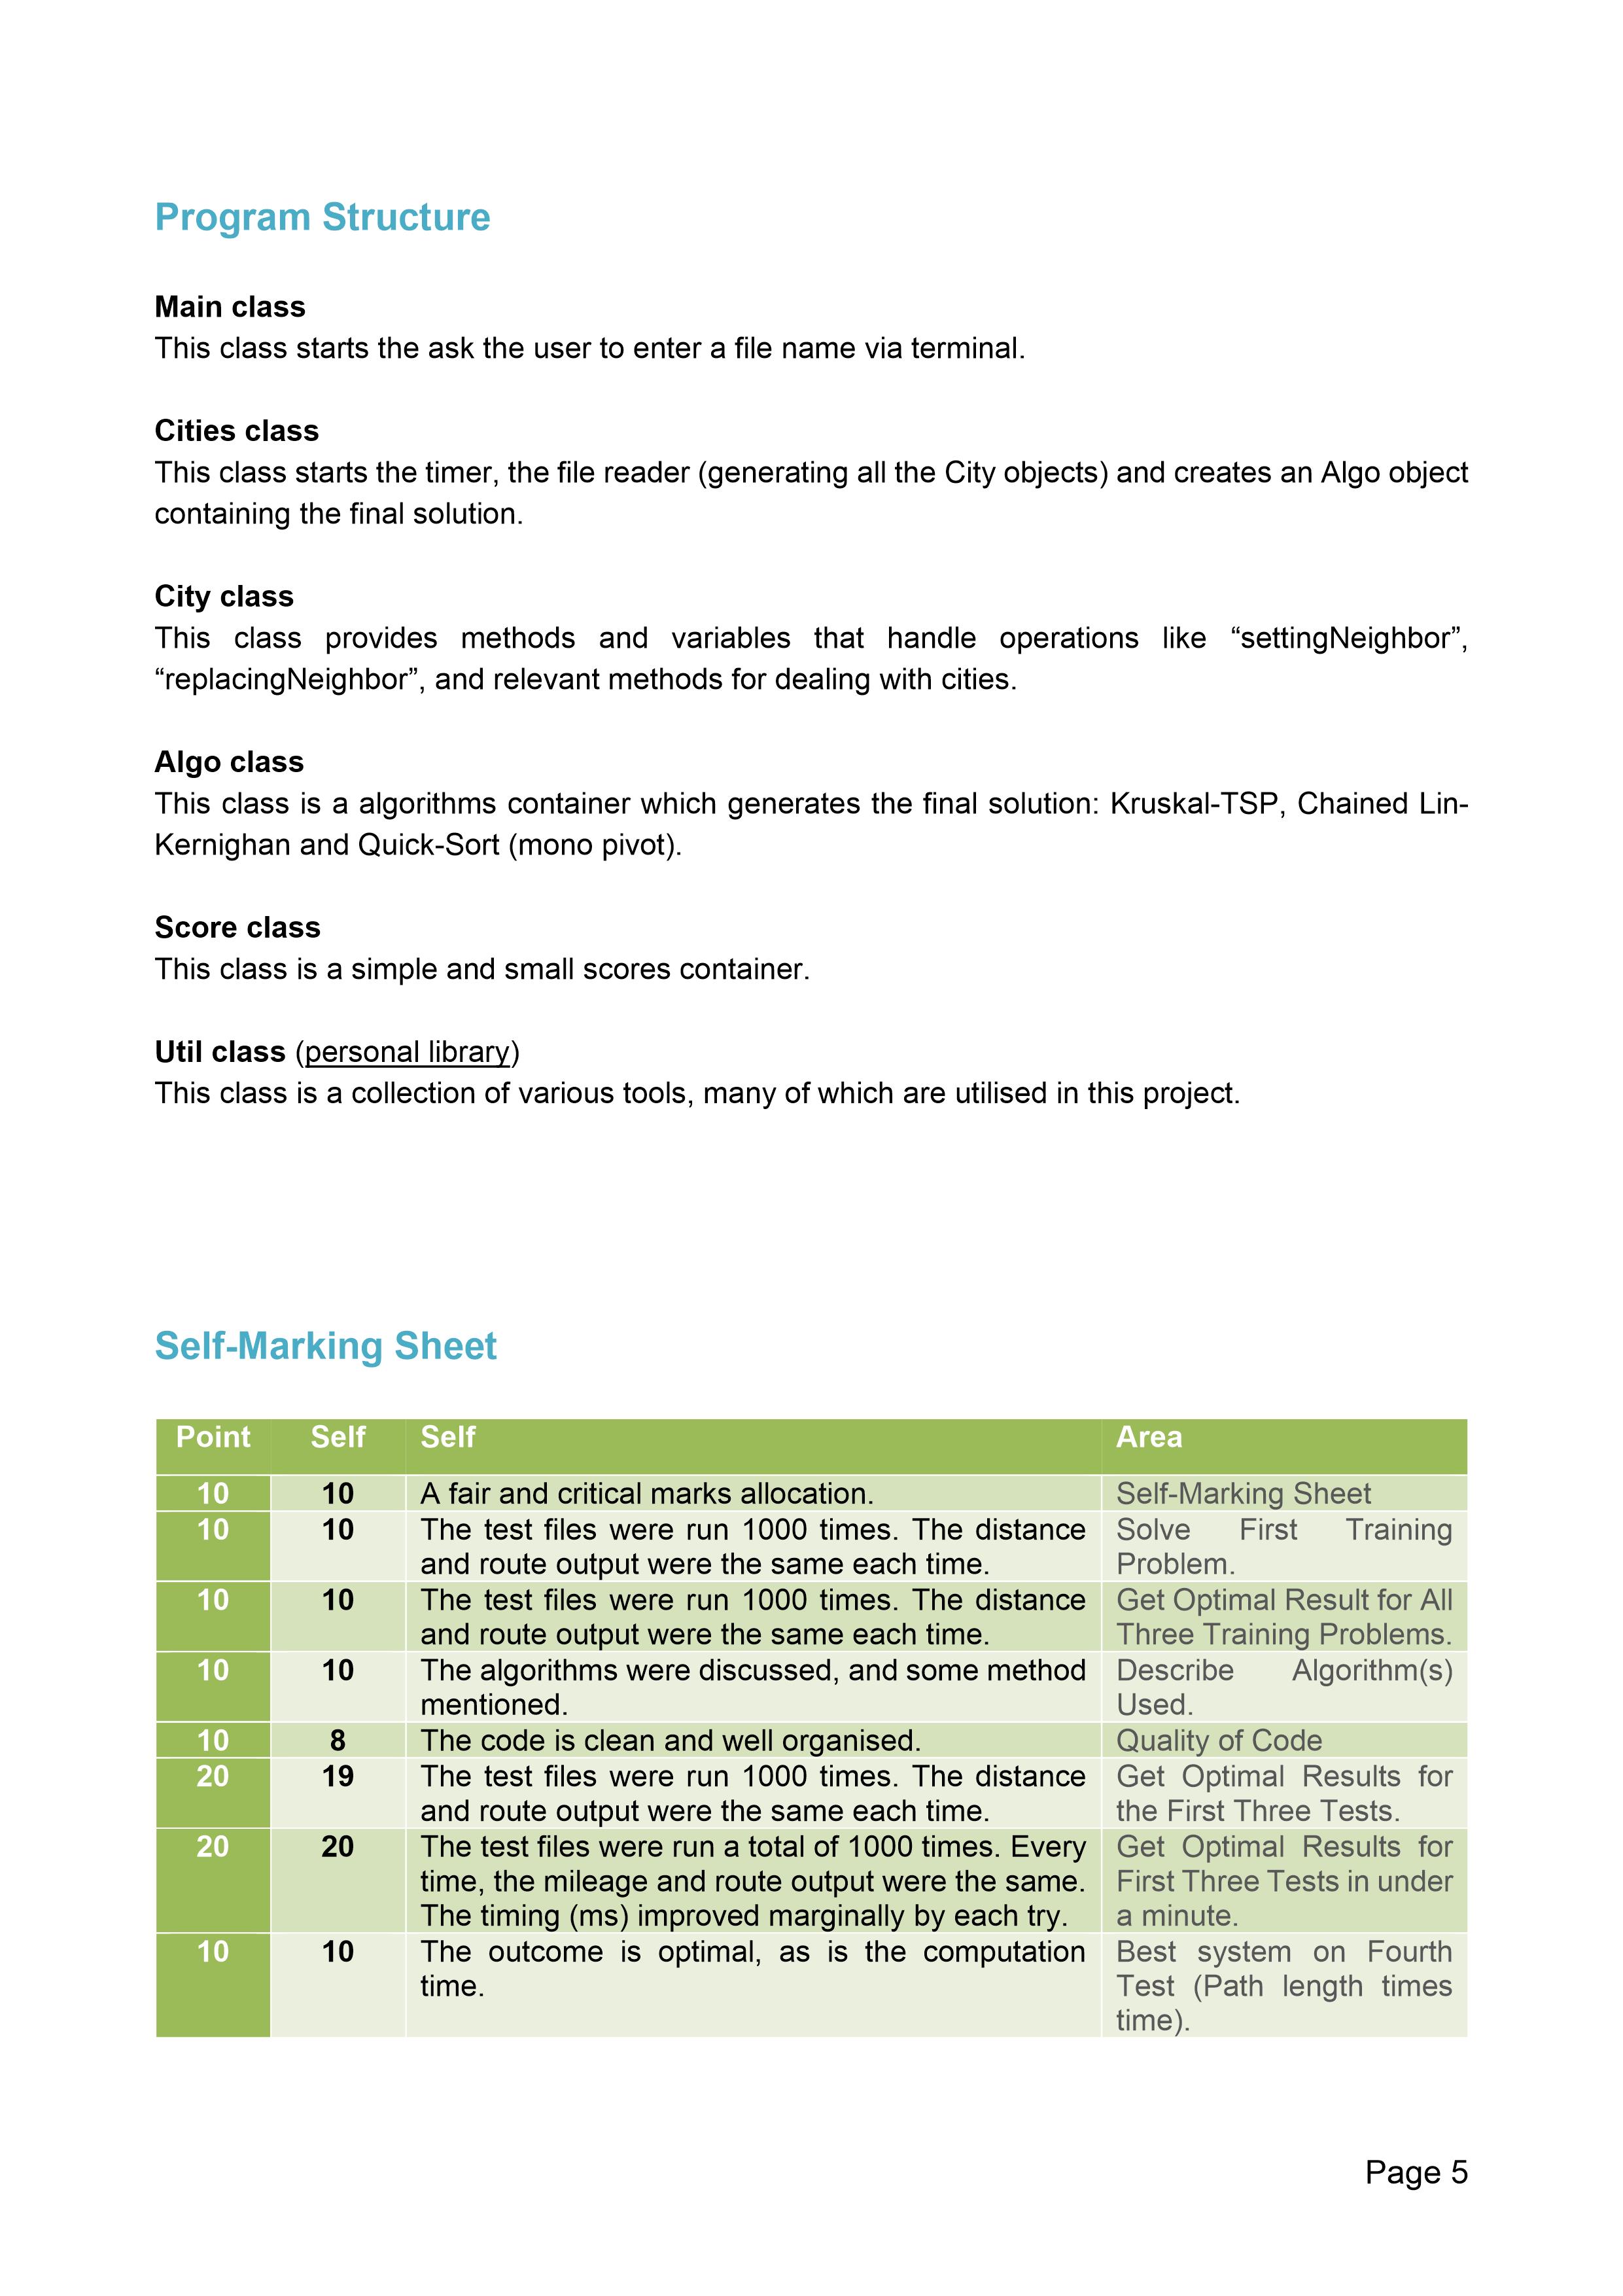 Program Structure
Main class
This class starts the ask the user to enter a file name via terminal.
Cities class
This class starts the timer, the file reader (generating all the City objects) and creates an Algo object
containing the final solution.
City class
This class provides methods and variables that handle operations like “settingNeighbor”,
“replacingNeighbor”, and relevant methods for dealing with cities.
Algo class
This class is a algorithms container which generates the final solution: Kruskal-TSP, Chained Lin-
Kernighan and Quick-Sort (mono pivot).
Score class
This class is a simple and small scores container.
Util class (personal library)
This class is a collection of various tools, many of which are utilised in this project.
Self-Marking Sheet
Point Self Self Area
10 10 A fair and critical marks allocation. Self-Marking Sheet
10 10 The test files were run 1000 times. The distance Solve First Training
and route output were the same each time. Problem.
10 10 The test files were run 1000 times. The distance Get Optimal Result for All
and route output were the same each time. Three Training Problems.
10 10 The algorithms were discussed, and some method Describe Algorithm(s)
mentioned. Used.
10 8 The code is clean and well organised. Quality of Code
20 19 The test files were run 1000 times. The distance Get Optimal Results for
and route output were the same each time. the First Three Tests.
20 20 The test files were run a total of 1000 times. Every Get Optimal Results for
time, the mileage and route output were the same. First Three Tests in under
The timing (ms) improved marginally by each try. a minute.
10 10 The outcome is optimal, as is the computation Best system on Fourth
time. Test (Path length times
time).
Page 5